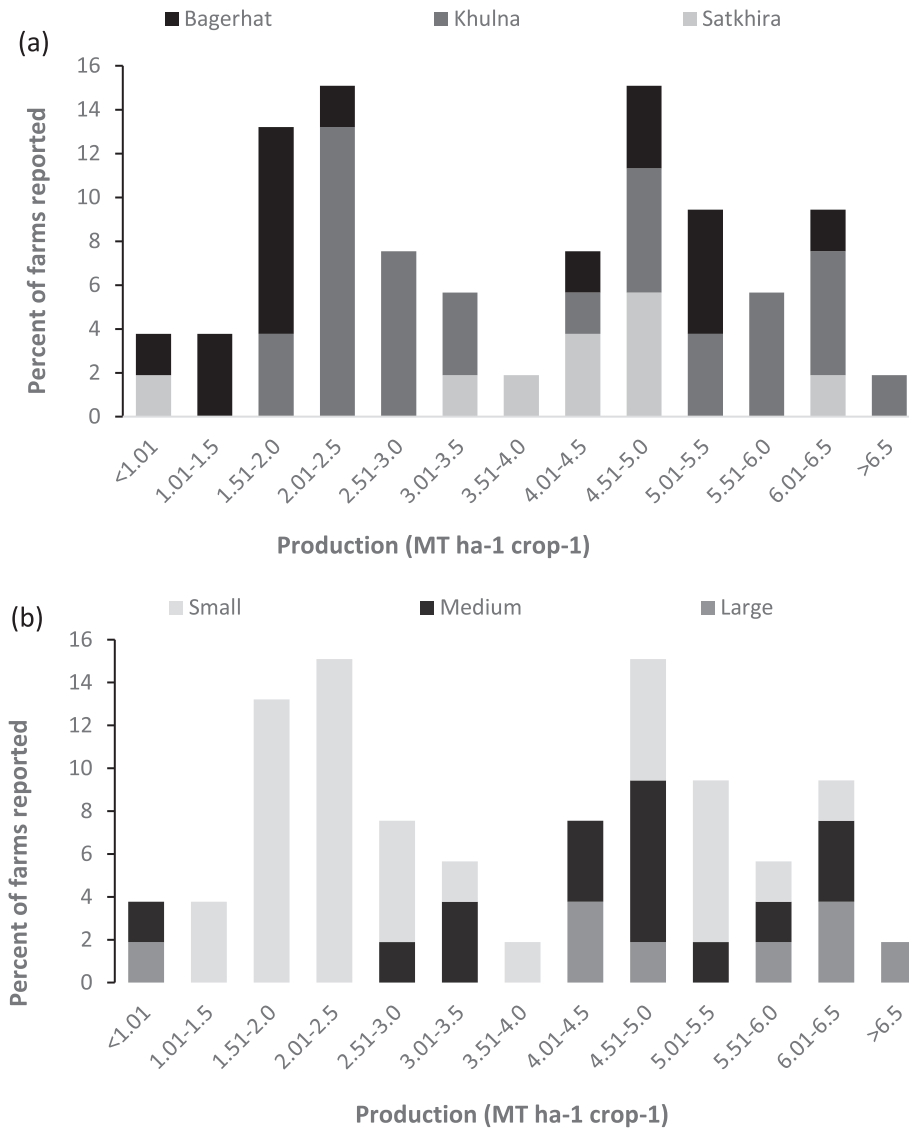 (a)
Bagerhat Khulna Satkhira
Percent of farms reported
16
14
12
10
8
6
4
2
0
<1.01 1.01-1.5 1.51-2.0 2.01-2.5 2.51-3.0 3.01-3.5 3.51-4.0 4.01-4.5 4.51-5.0 5.01-5.5 5.51-6.0 6.01-6.5 >6.5
Production (MT ha-1 crop-1)
(b)
Small Medium Large
Percent of farms reported
16
14
12
10
8
6
4
2
0
<1.01 1.01-1.5 1.51-2.0 2.01-2.5 2.51-3.0 3.01-3.5 3.51-4.0 4.01-4.5 4.51-5.0 5.01-5.5 5.51-6.0 6.01-6.5 >6.5
Production (MT ha-1 crop-1)